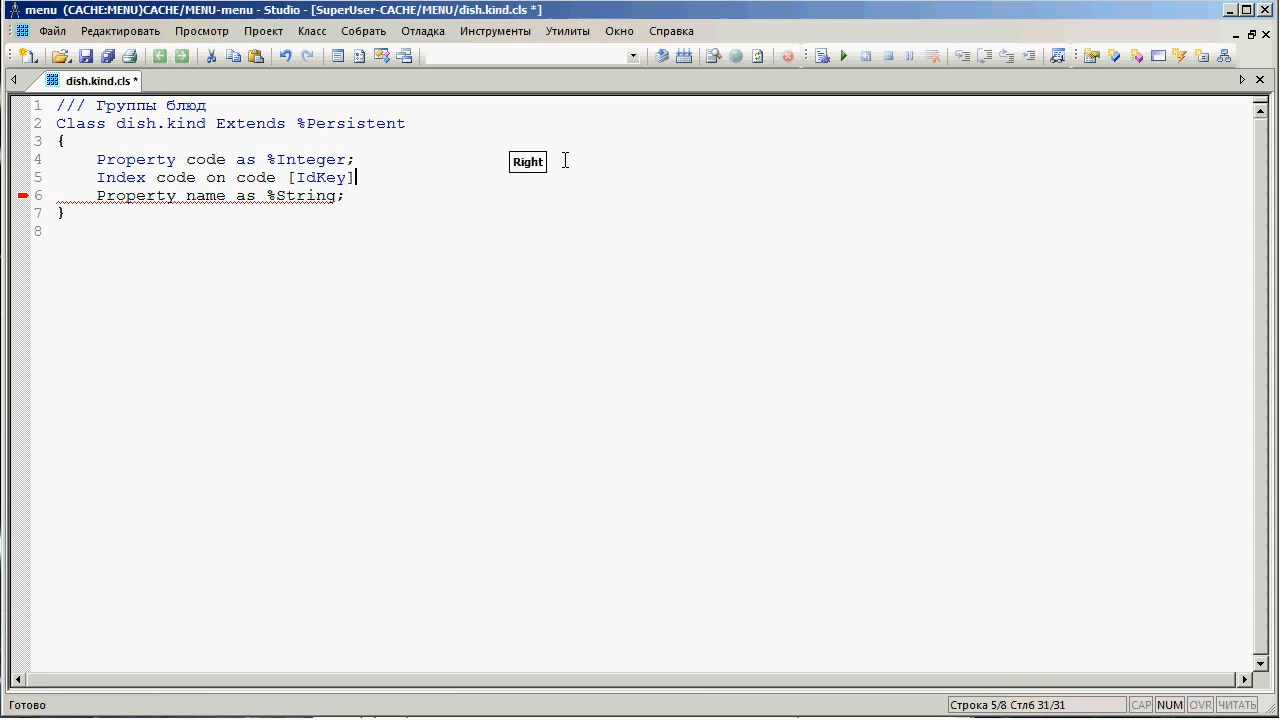 menu (CACHE:MENU)CACHE/MENU-menu - Studio - [SuperUser-CACHE/MENU/dish.kind.cls *]
Файл Редактировать Просмотр Проект Класс Собрать Отладка Инструменты Утилиты Окно Справка
dish.kind.cls *
1 /// Группы блюд
2 Class dish.kind Extends %Persistent
3 {
4 Property code as %Integer;
5 Index code on code [IdKey]
6 Property name as %String;
7 }
8
Right
Готово Строка 5/8 Стлб 31/31 CAP NUM OVR ЧИТАТЬ